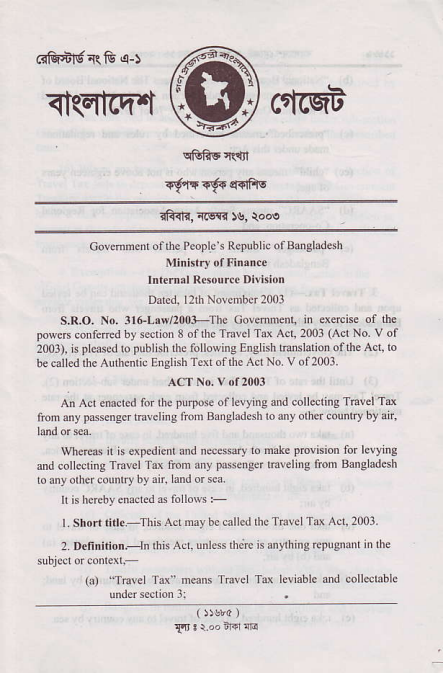 রেজিস্টার্ড নং ডি এ-১
গণপ্রজাতন্ত্রী বাংলাদেশ
সরকার
বাংলাদেশ গেজেট
অতিরিক্ত সংখ্যা
কর্তৃপক্ষ কর্তৃক প্রকাশিত
রবিবার, নভেম্বর ১৬, ২০০৩
Government of the People's Republic of Bangladesh
Ministry of Finance
Internal Resource Division
Dated, 12th November 2003
S.R.O. No. 316-Law/2003—The Government, in exercise of the
powers conferred by section 8 of the Travel Tax Act, 2003 (Act No. V of
2003), is pleased to publish the following English translation of the Act, to
be called the Authentic English Text of the Act No. V of 2003.
ACT No. V of 2003
An Act enacted for the purpose of levying and collecting Travel Tax
from any passenger traveling from Bangladesh to any other country by air,
land or sea.
Whereas it is expedient and necessary to make provision for levying
and collecting Travel Tax from any passenger traveling from Bangladesh
to any other country by air, land or sea.
It is hereby enacted as follows :—
1. Short title.—This Act may be called the Travel Tax Act, 2003.
2. Definition.—In this Act, unless there is anything repugnant in the
subject or context,—
(a) "Travel Tax" means Travel Tax leviable and collectable
under section 3;
( ১১৬৮৫ )
মূল্য ঃ ২.০০ টাকা মাত্র